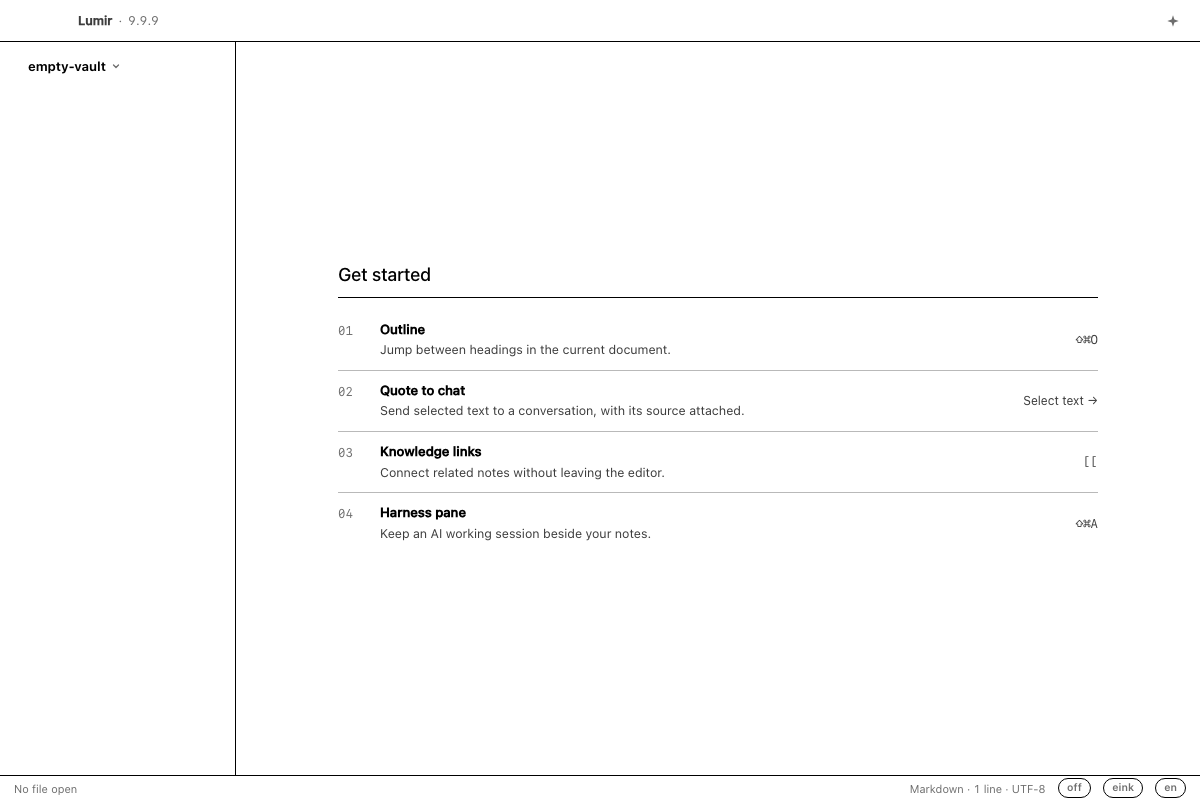 Lumir · 9.9.9
empty-vault
Get started
01 Outline ⇧⌘O
Jump between headings in the current document.
02 Quote to chat Select text →
Send selected text to a conversation, with its source attached.
03 Knowledge links [[
Connect related notes without leaving the editor.
04 Harness pane ⇧⌘A
Keep an AI working session beside your notes.
No file open Markdown · 1 line · UTF-8 off eink en